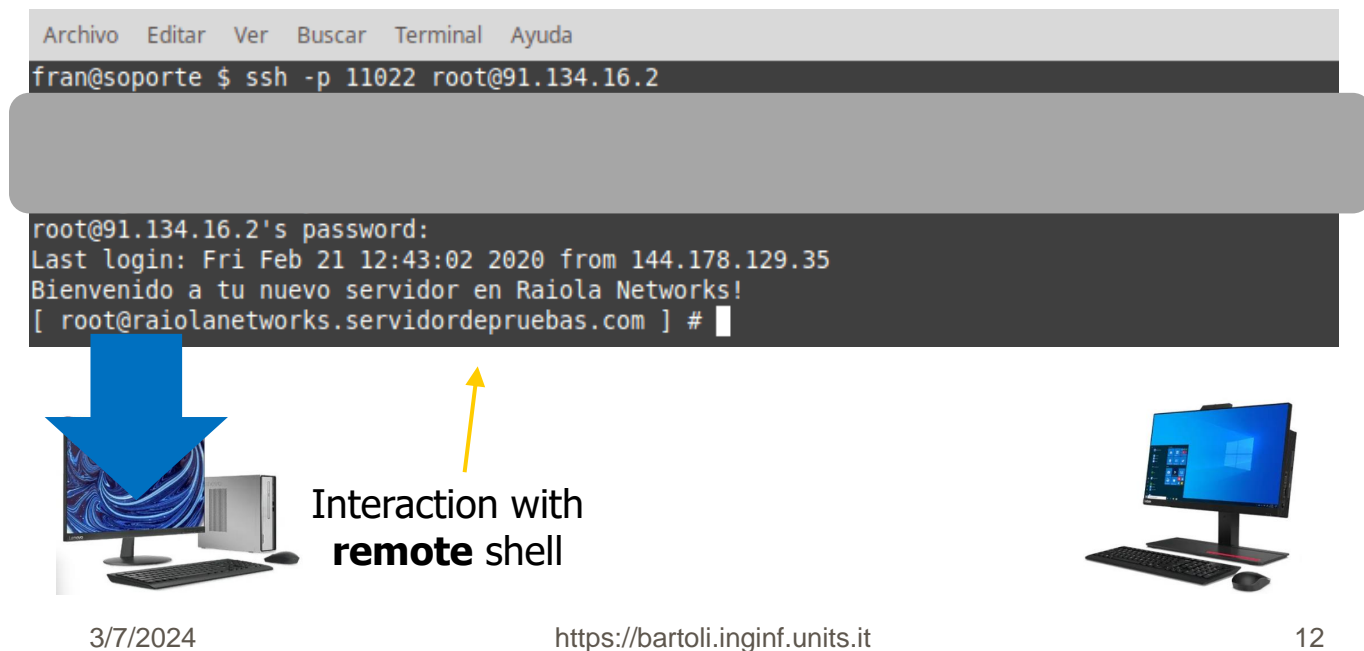 Archivo Editar Ver Buscar Terminal Ayuda
fran@soporte $ ssh -p 11022 root@91.134.16.2
root@91.134.16.2's password:
Last login: Fri Feb 21 12:43:02 2020 from 144.178.129.35
Bienvenido a tu nuevo servidor en Raiola Networks!
[ root@raiolanetworks.servidordepruebas.com ] #
Interaction with
remote shell
3/7/2024 https://bartoli.inginf.units.it 12